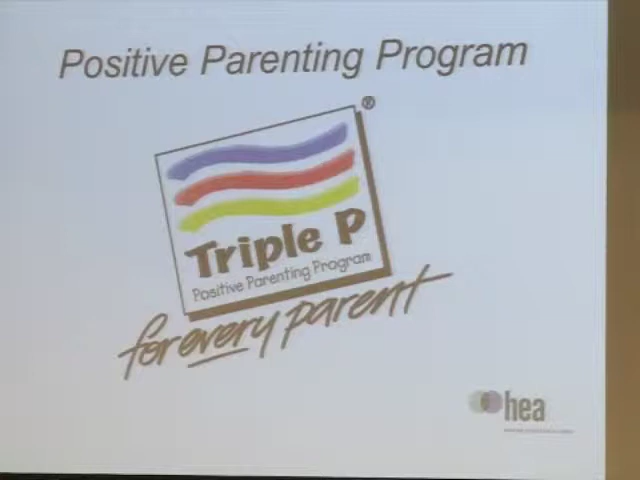 Positive Parenting Program
®
Triple P
Positive Parenting Program
for every parent
hea